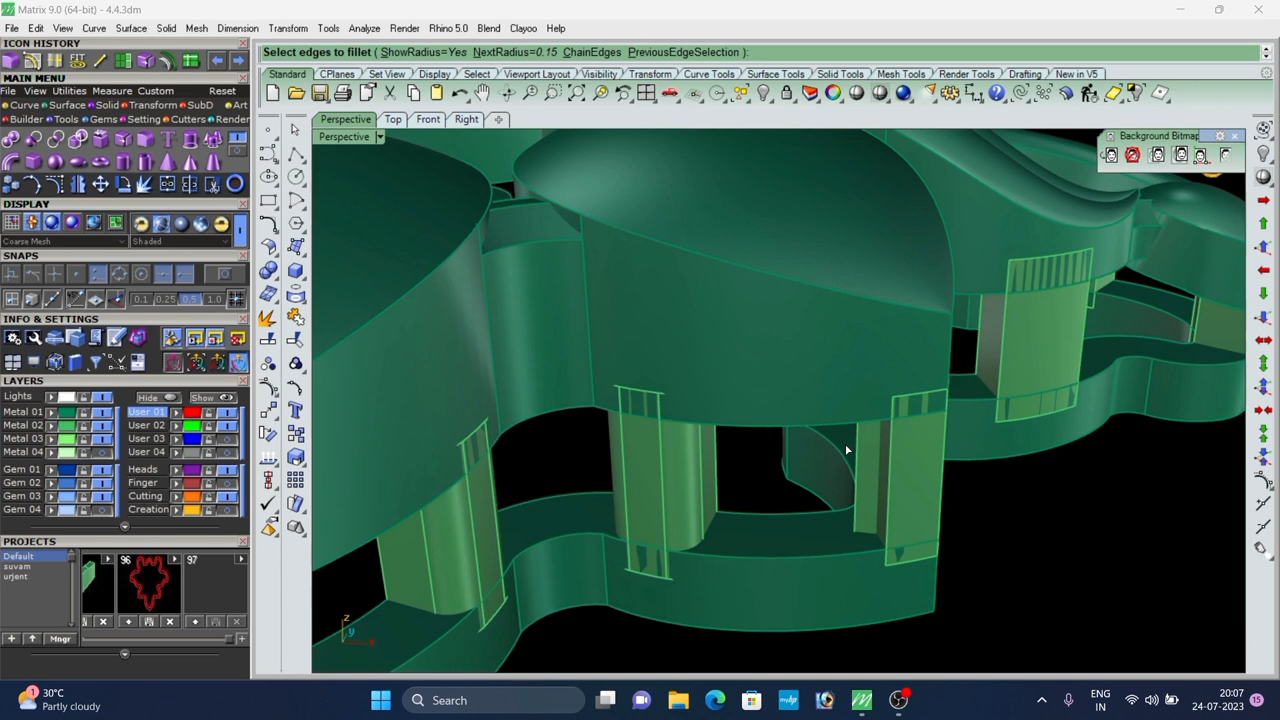 Matrix 9.0 (64-bit) - 4.4.3dm
File Edit View Curve Surface Solid Mesh Dimension Transform Tools Analyze Render Rhino 5.0 Blend Clayoo Help
ICON HISTORY
Select edges to fillet ( ShowRadius=Yes NextRadius=0.15 ChainEdges PreviousEdgeSelection ):
Standard CPlanes Set View Display Select Viewport Layout Visibility Transform Curve Tools Surface Tools Solid Tools Mesh Tools Render Tools Drafting New in V5
FIT
MAIN MENU
File View Utilities Measure Custom Reset
Curve Surface Solid Transform SubD Art
Builder Tools Gems Setting Cutters Render
Perspective Top Front Right
Perspective
Background Bitmap
DISPLAY
Coarse Mesh Shaded
SNAPS
0.1 0.25 0.5 1.0
INFO & SETTINGS
LAYERS
Lights Hide Show
Metal 01 User 01
Metal 02 User 02
Metal 03 User 03
Metal 04 User 04
Gem 01 Heads
Gem 02 Finger
Gem 03 Cutting
Gem 04 Creation
PROJECTS
Default
suvam
urjent
96 97
Mngr
z
y
x
30°C
Partly cloudy
Search
ENG
IN
20:07
24-07-2023
15